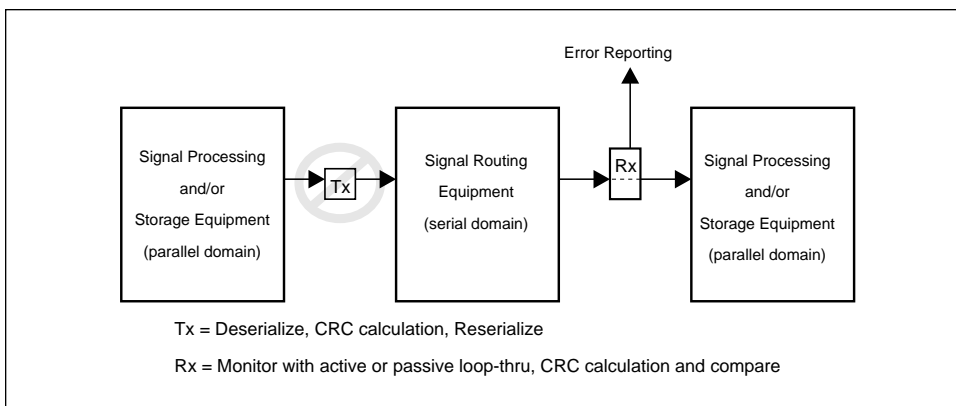 Error Reporting
Signal Processing
and/or
Storage Equipment
(parallel domain)
Tx
Signal Routing
Equipment
(serial domain)
Rx
Signal Processing
and/or
Storage Equipment
(parallel domain)
Tx = Deserialize, CRC calculation, Reserialize
Rx = Monitor with active or passive loop-thru, CRC calculation and compare